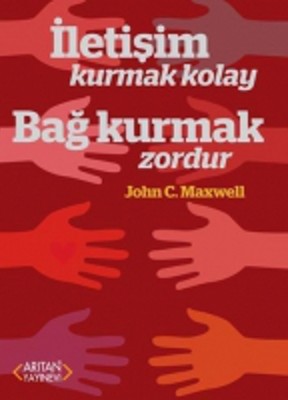 İletişim
kurmak kolay
Bağ kurmak
zordur
John C. Maxwell
ARITAN
YAYINEVİ